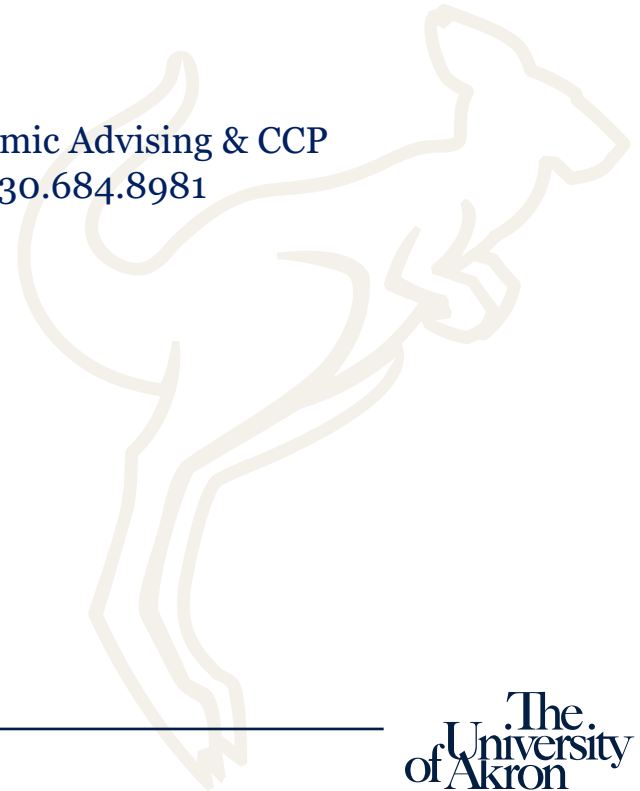 mic Advising & CCP
30.684.8981
The
University
of Akron